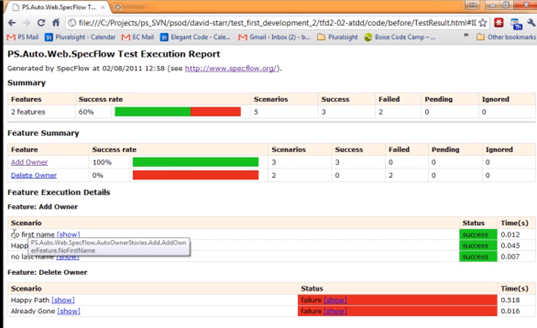 PS.Auto.Web.SpecFlow T
file:///C:/Projects/ps_SVN/psod/david-starr/test_first_development_2/tfd2-02-atdd/code/before/TestResult.html#
PS Mail Pluralsight - Calendar EC Mail Elegant Code - Cal... Gmail - Inbox (2) - b... Boise Code Camp - ... » Other bookmarks
PS.Auto.Web.SpecFlow Test Execution Report
Generated by SpecFlow at 02/08/2011 12:58 (see http://www.specflow.org/).
Summary
Features Success rate Scenarios Success Failed Pending Ignored
2 features 60% 5 3 2 0 0
Feature Summary
Feature Success rate Scenarios Success Failed Pending Ignored
Add Owner 100% 3 3 0 0 0
Delete Owner 0% 2 0 2 0 0
Feature Execution Details
Feature: Add Owner
Scenario Status Time(s)
no first name [show] success 0.012
Happ success 0.045
PS.Auto.Web.SpecFlow.AutoOwnerStories.Add.AddOwn
erFeature.NoFirstName
no last name [show] success 0.007
Feature: Delete Owner
Scenario Status Time(s)
Happy Path [show] failure [show] 0.518
Already Gone [show] failure [show] 0.016